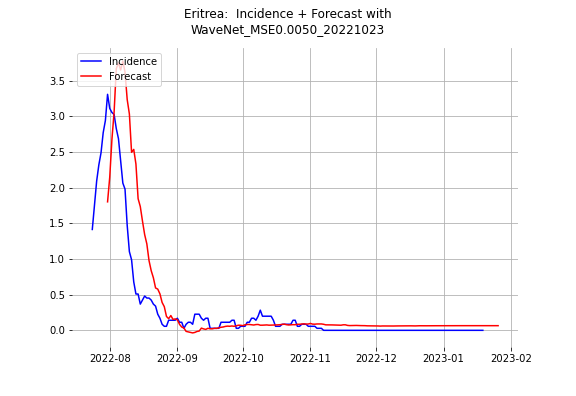 Eritrea:  Incidence + Forecast with
WaveNet_MSE0.0050_20221023
Incidence
Forecast
3.5
3.0
2.5
2.0
1.5
1.0
0.5
0.0
2022-08 2022-09 2022-10 2022-11 2022-12 2023-01 2023-02